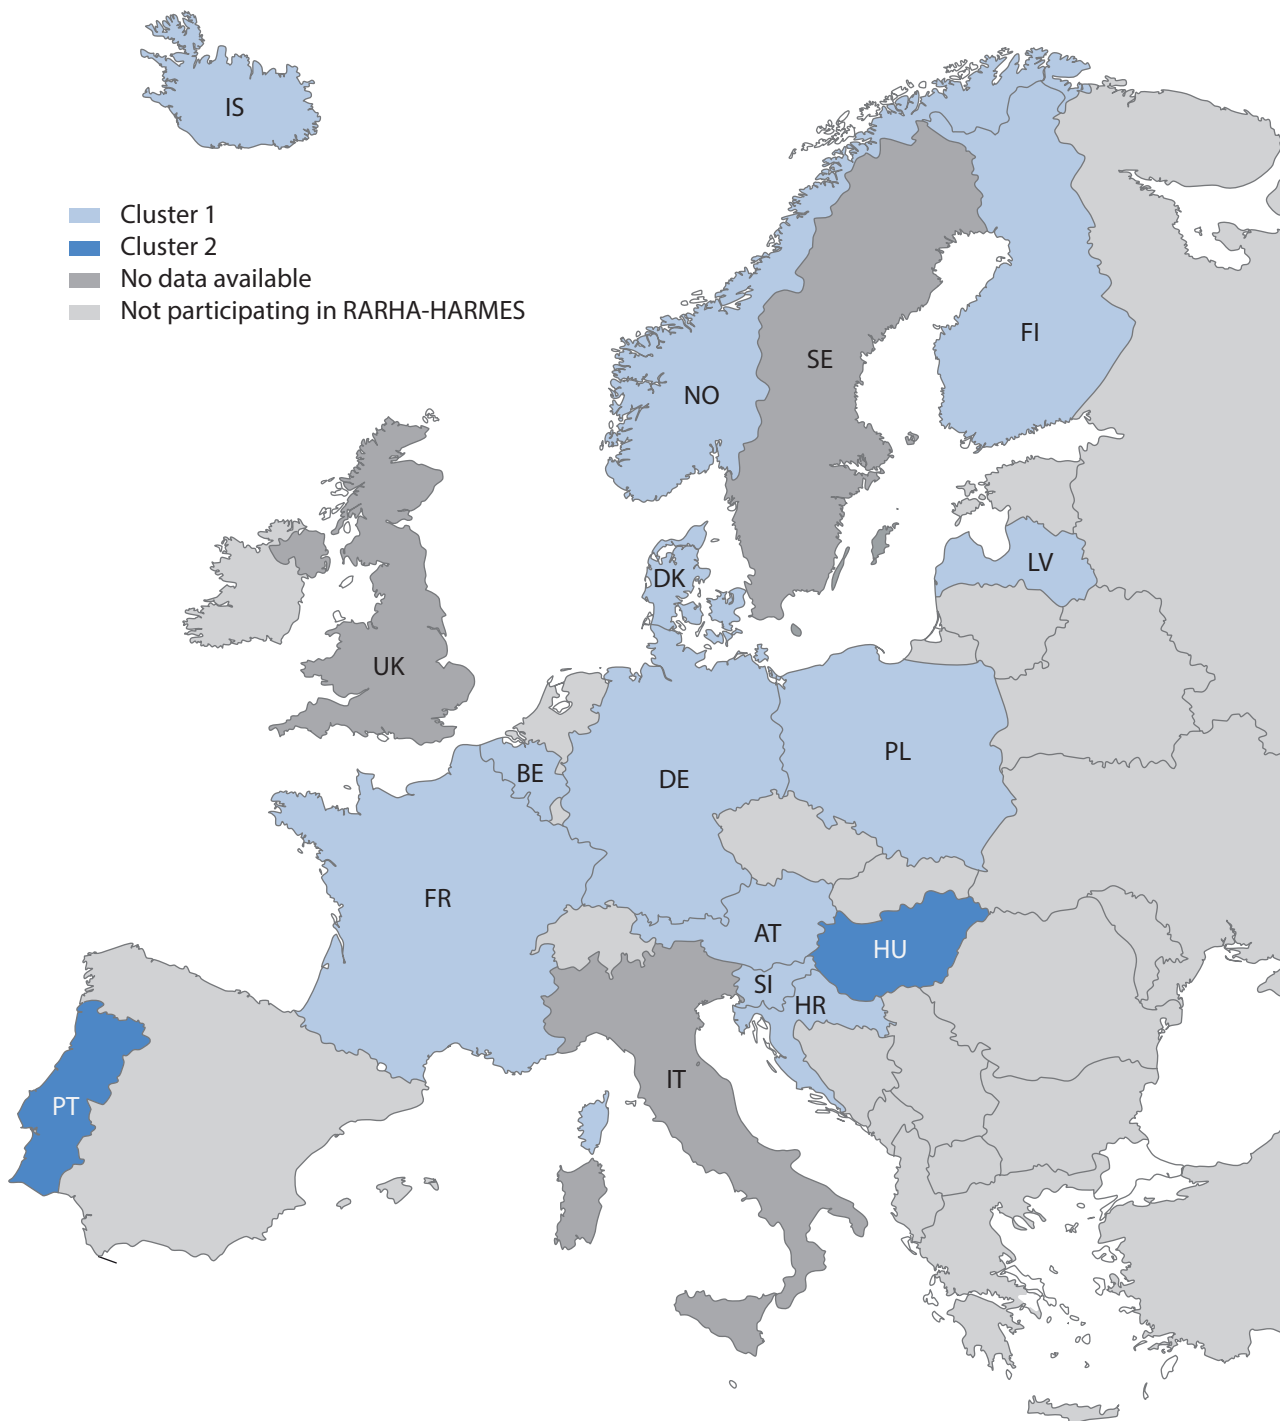 IS
Cluster 1
Cluster 2
No data available
Not participating in RARHA-HARMES
FI
SE
NO
LV
DK
UK
PL
BE
DE
FR
AT
HU
SI
HR
IT
PT